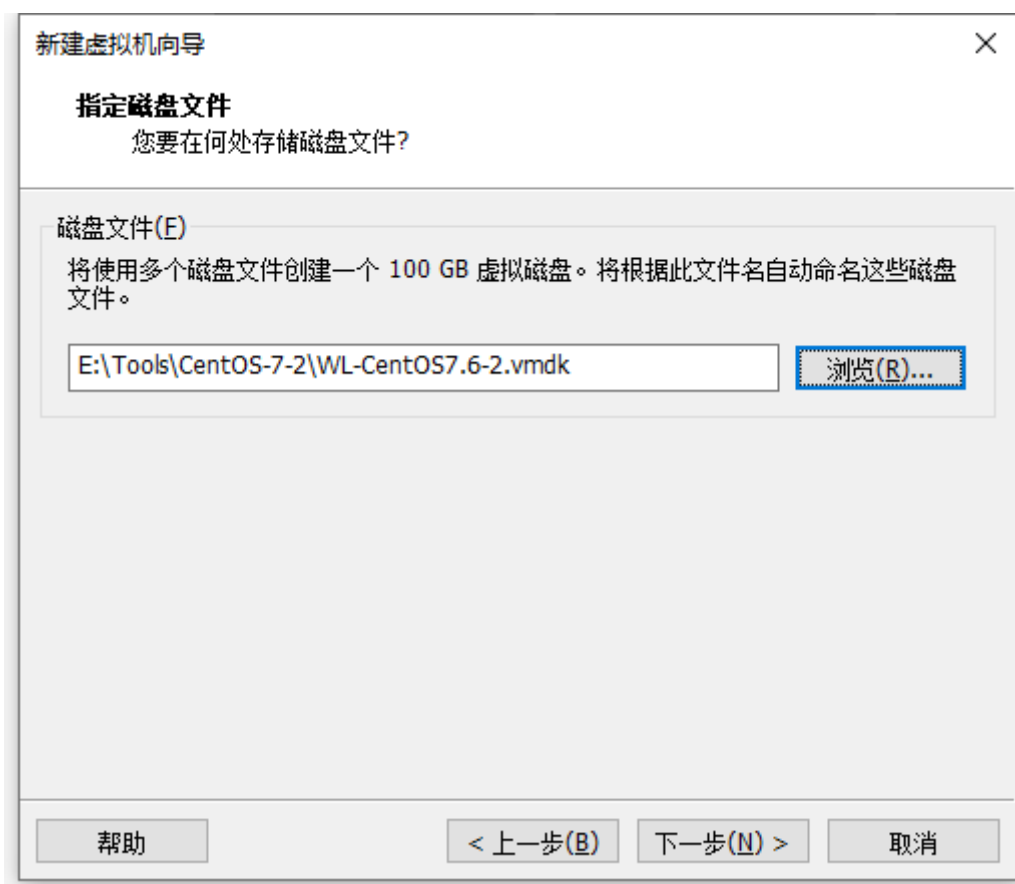 新建虚拟机向导
指定磁盘文件
您要在何处存储磁盘文件?
磁盘文件(F)
将使用多个磁盘文件创建一个 100 GB 虚拟磁盘。将根据此文件名自动命名这些磁盘
文件。
E:\Tools\CentOS-7-2\WL-CentOS7.6-2.vmdk
浏览(R)...
帮助
< 上一步(B)
下一步(N) >
取消